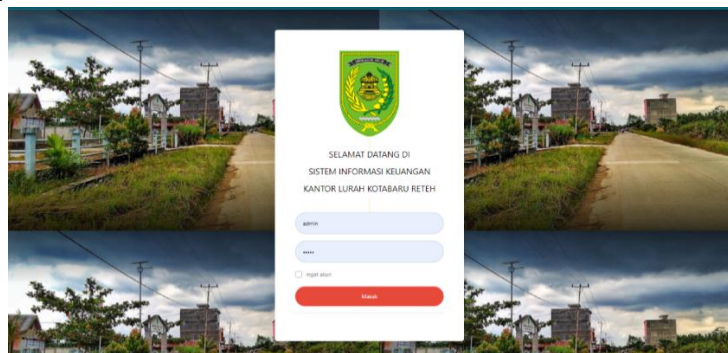 SELAMAT DATANG DI
SISTEM INFORMASI KEUANGAN
KANTOR LURAH KOTABARU RETEH
admin
•••••
Ingat akun
Masuk